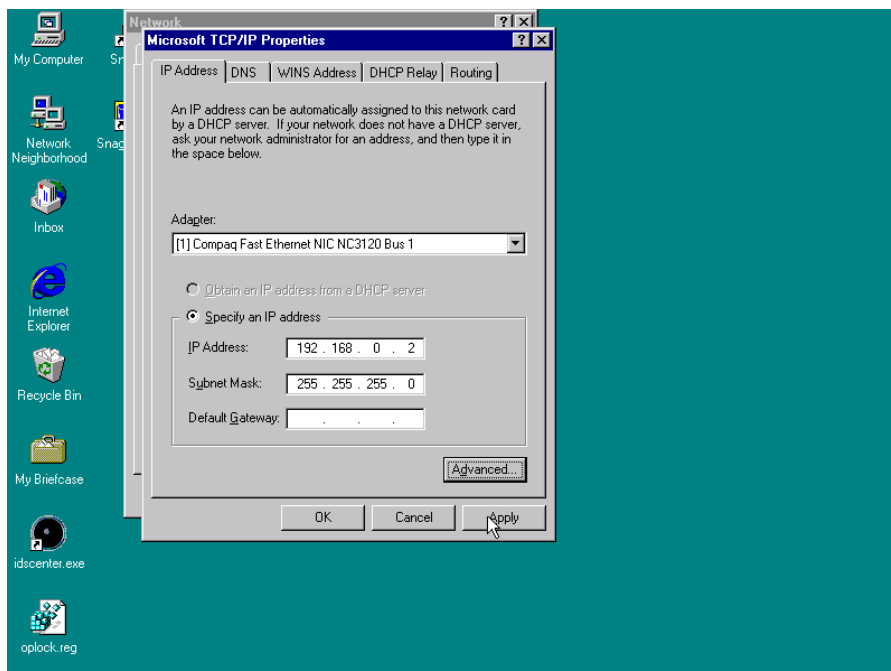 My Computer
Sn
Network
Neighborhood
Snag
Inbox
Internet
Explorer
Recycle Bin
My Briefcase
idscenter.exe
oplock.reg
Network
Microsoft TCP/IP Properties
IP Address
DNS
WINS Address
DHCP Relay
Routing
An IP address can be automatically assigned to this network card
by a DHCP server. If your network does not have a DHCP server,
ask your network administrator for an address, and then type it in
the space below.
Adapter:
[1] Compaq Fast Ethernet NIC NC3120 Bus 1
Obtain an IP address from a DHCP server
Specify an IP address
IP Address:
192 . 168 . 0 . 2
Subnet Mask:
255 . 255 . 255 . 0
Default Gateway:
. . .
Advanced...
OK
Cancel
Apply